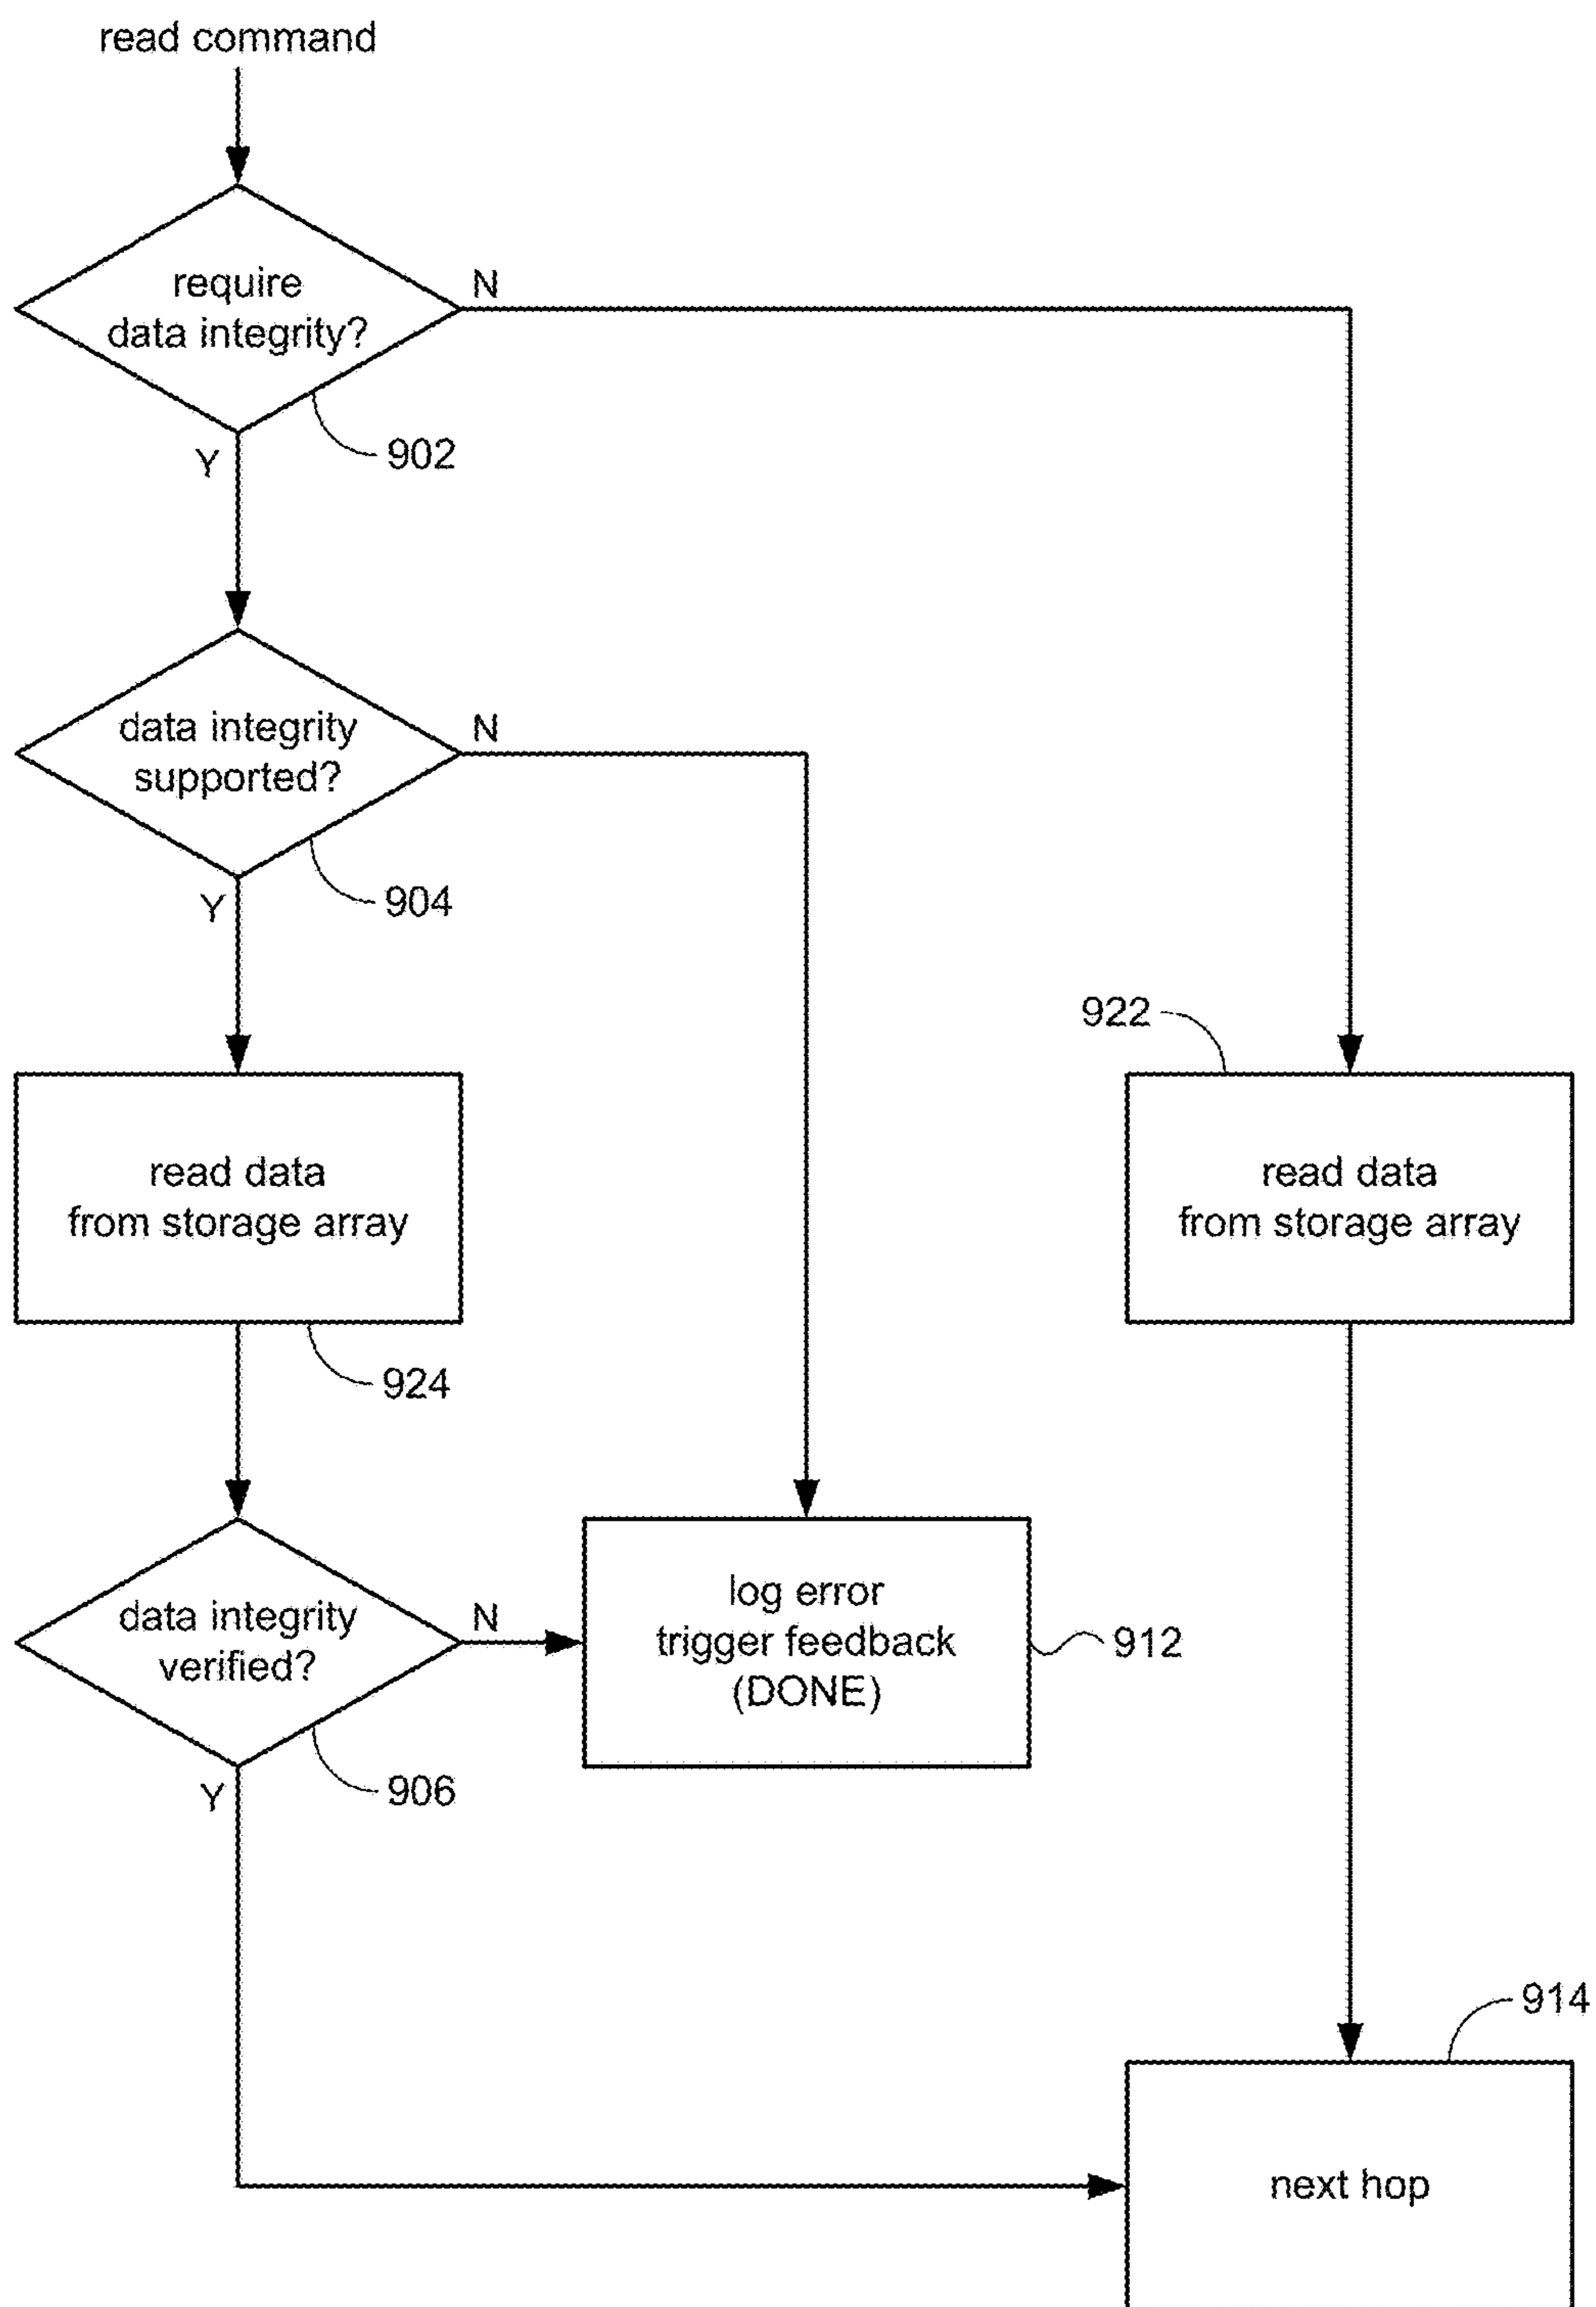 read command
require
data integrity?
N
902
Y
data integrity
supported?
N
904
Y
922
read data
from storage array
read data
from storage array
924
data integrity
verified?
N
log error
trigger feedback
(DONE)
912
906
Y
914
next hop